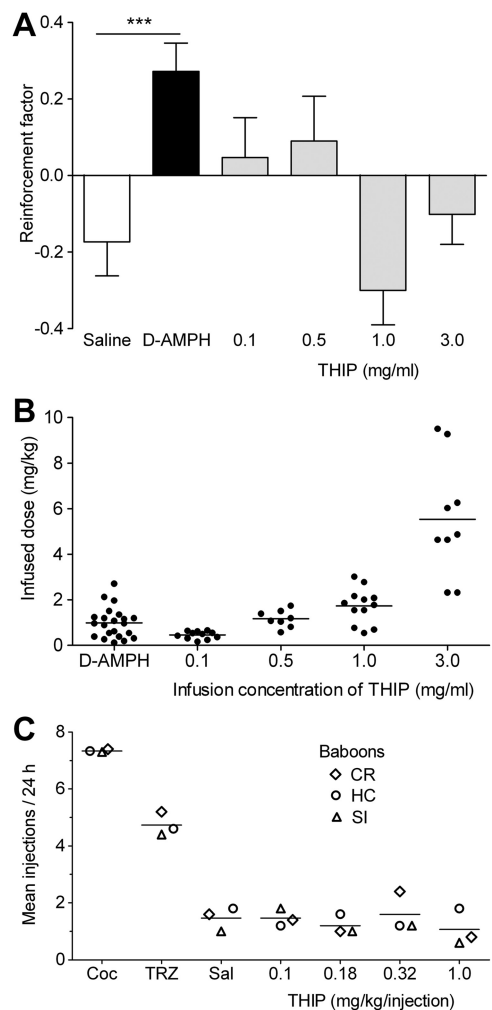 A
***
Reinforcement factor
0.4
0.2
0.0
-0.2
-0.4
Saline D-AMPH 0.1 0.5 1.0 3.0
THIP (mg/ml)
B
Infused dose (mg/kg)
10
8
6
4
2
0
D-AMPH 0.1 0.5 1.0 3.0
Infusion concentration of THIP (mg/ml)
C
Mean injections / 24 h
8
6
4
2
0
Baboons
CR
HC
SI
Coc TRZ Sal 0.1 0.18 0.32 1.0
THIP (mg/kg/injection)